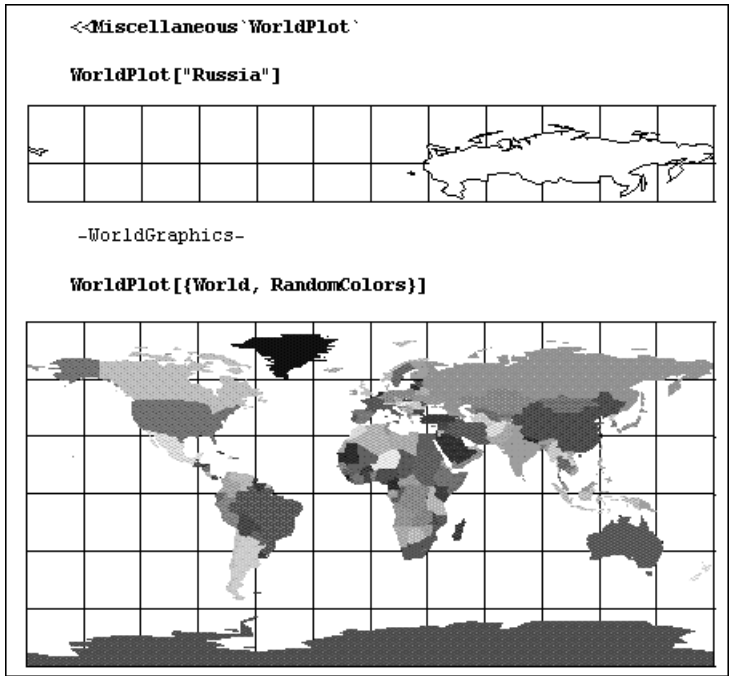 <<Miscellaneous`WorldPlot`
WorldPlot["Russia"]
-WorldGraphics-
WorldPlot[{World, RandomColors}]